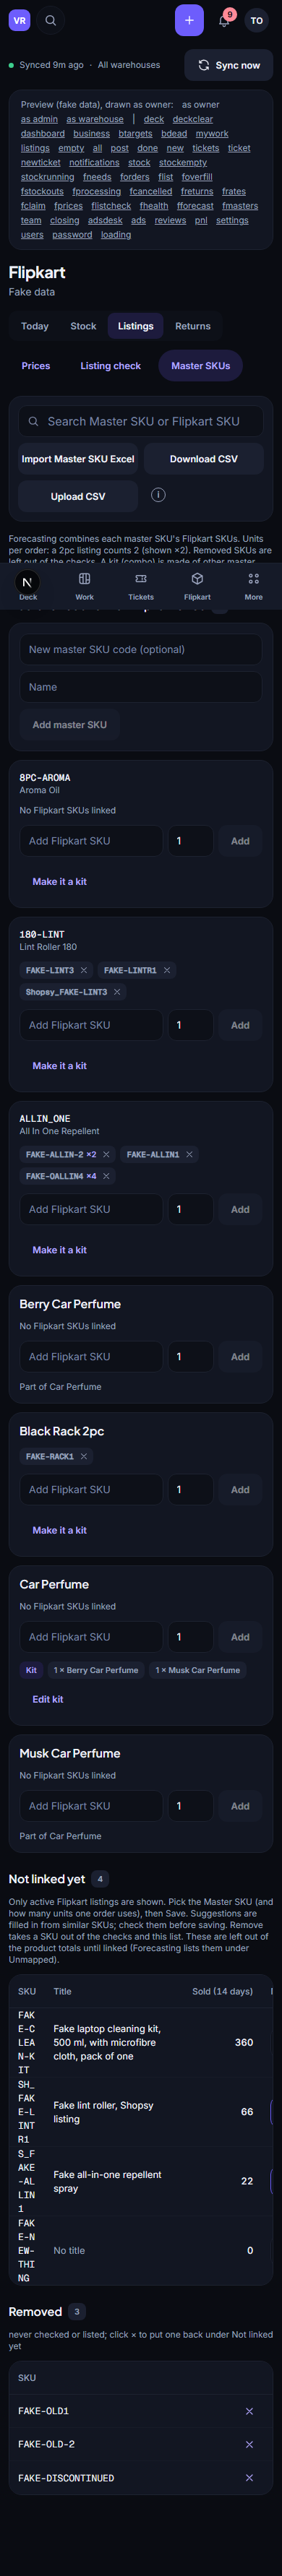 VR
9
TO
Synced 9m ago · All warehouses
Sync now
Preview (fake data), drawn as owner: as owner
as admin as warehouse | deck deckclear
dashboard business btargets bdead mywork
listings empty all post done new tickets ticket
newticket notifications stock stockempty
stockrunning fneeds forders flist foverfill
fstockouts fprocessing fcancelled freturns frates
fclaim fprices flistcheck fhealth fforecast fmasters
team closing adsdesk ads reviews pnl settings
users password loading
Flipkart
Fake data
Today Stock Listings Returns
Prices Listing check Master SKUs
Search Master SKU or Flipkart SKU
Import Master SKU Excel Download CSV
Upload CSV
Forecasting combines each master SKU's Flipkart SKUs. Units
per order: a 2pc listing counts 2 (shown ×2). Removed SKUs are
left out of the checks. A kit (combo) is made of other master
N
Deck Work Tickets Flipkart More
New master SKU code (optional)
Name
Add master SKU
8PC-AROMA
Aroma Oil
No Flipkart SKUs linked
Add Flipkart SKU 1 Add
Make it a kit
180-LINT
Lint Roller 180
FAKE-LINT3 × FAKE-LINTR1 ×
Shopsy_FAKE-LINT3 ×
Add Flipkart SKU 1 Add
Make it a kit
ALLIN_ONE
All In One Repellent
FAKE-ALLIN-2 ×2 × FAKE-ALLIN1 ×
FAKE-OALLIN4 ×4 ×
Add Flipkart SKU 1 Add
Make it a kit
Berry Car Perfume
No Flipkart SKUs linked
Add Flipkart SKU 1 Add
Part of Car Perfume
Black Rack 2pc
FAKE-RACK1 ×
Add Flipkart SKU 1 Add
Make it a kit
Car Perfume
No Flipkart SKUs linked
Add Flipkart SKU 1 Add
Kit 1 × Berry Car Perfume 1 × Musk Car Perfume
Edit kit
Musk Car Perfume
No Flipkart SKUs linked
Add Flipkart SKU 1 Add
Part of Car Perfume
Not linked yet 4
Only active Flipkart listings are shown. Pick the Master SKU (and
how many units one order uses), then Save. Suggestions are
filled in from similar SKUs; check them before saving. Remove
takes a SKU out of the checks and this list. These are left out of
the product totals until linked (Forecasting lists them under
Unmapped).
SKU Title Sold (14 days)
FAK
E-C
LEA
N-K
IT
Fake laptop cleaning kit,
500 ml, with microfibre
cloth, pack of one
360
SH_
FAK
E-L
INT
R1
Fake lint roller, Shopsy
listing
66
S_F
AKE
-AL
LIN
1
Fake all-in-one repellent
spray
22
FAK
E-N
EW-
THI
NG
No title
0
Removed 3
never checked or listed; click × to put one back under Not linked
yet
SKU
FAKE-OLD1 ×
FAKE-OLD-2 ×
FAKE-DISCONTINUED ×